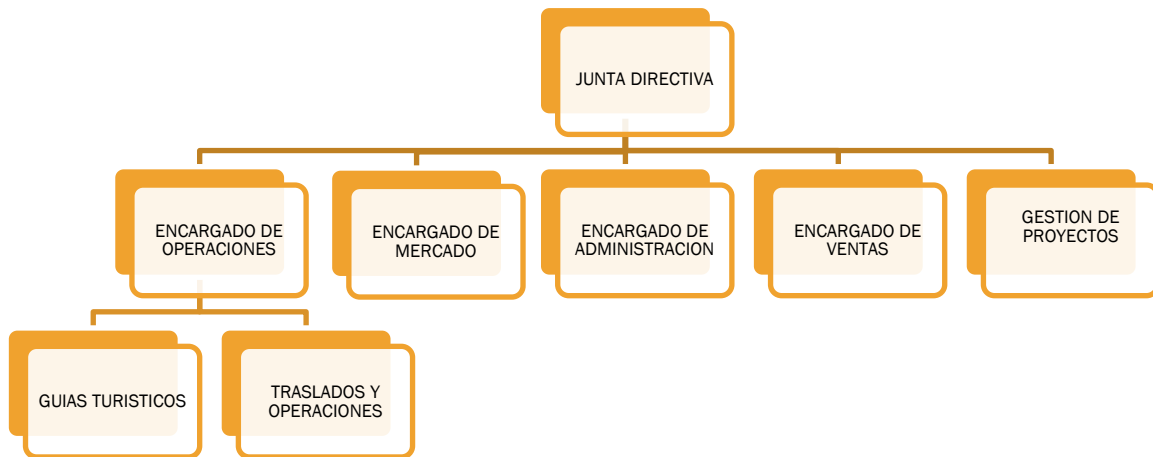 JUNTA DIRECTIVA
ENCARGADO DE
OPERACIONES
ENCARGADO DE
MERCADO
ENCARGADO DE
ADMINISTRACION
ENCARGADO DE
VENTAS
GESTION DE
PROYECTOS
GUIAS TURISTICOS
TRASLADOS Y
OPERACIONES